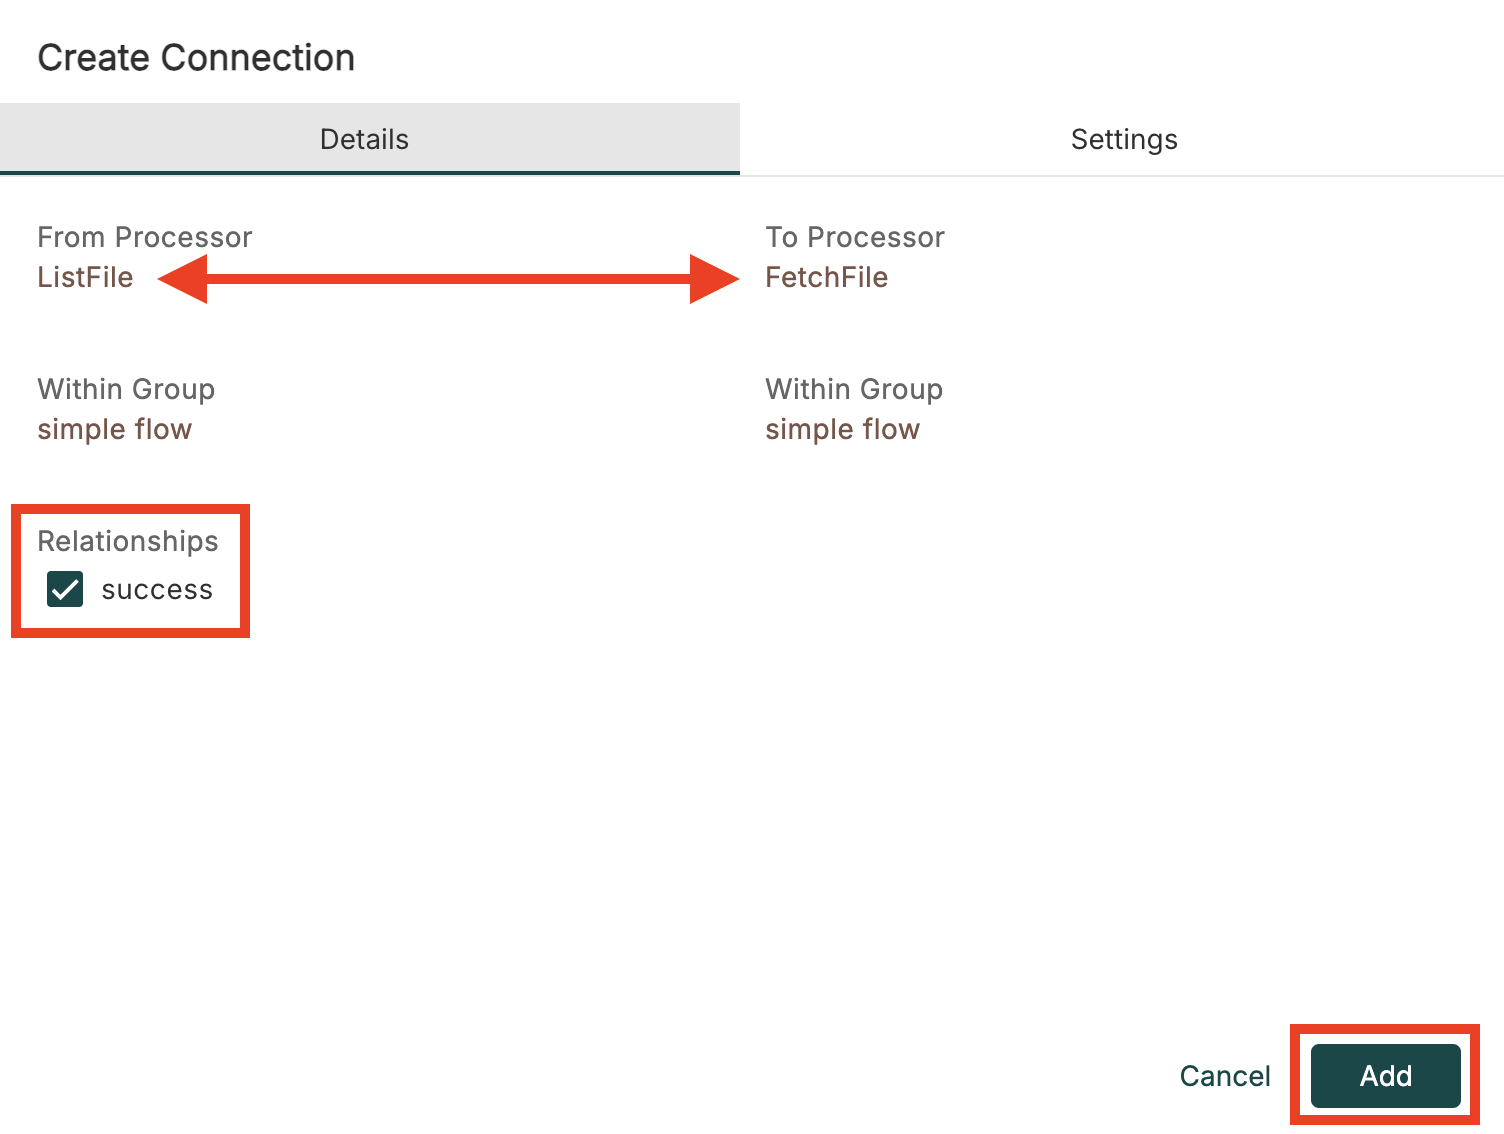 Create Connection
Details
Settings
From Processor
ListFile
To Processor
FetchFile
Within Group
simple flow
Within Group
simple flow
Relationships
success
Cancel
Add